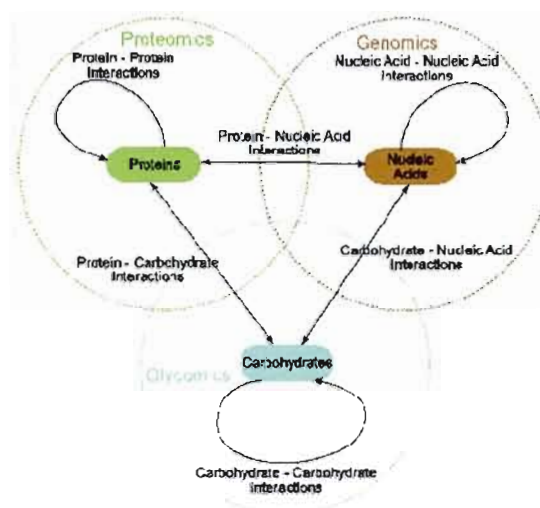 Proteomics
Genomics
Protein - Protein
Interactions
Nucleic Acid - Nucleic Acid
Interactions
Protein - Nucleic Acid
Interactions
Proteins
Nucleic
Acids
Protein - Carbohydrate
Interactions
Carbohydrate - Nucleic Acid
Interactions
Carbohydrates
Glycomics
Carbohydrate - Carbohydrate
Interactions